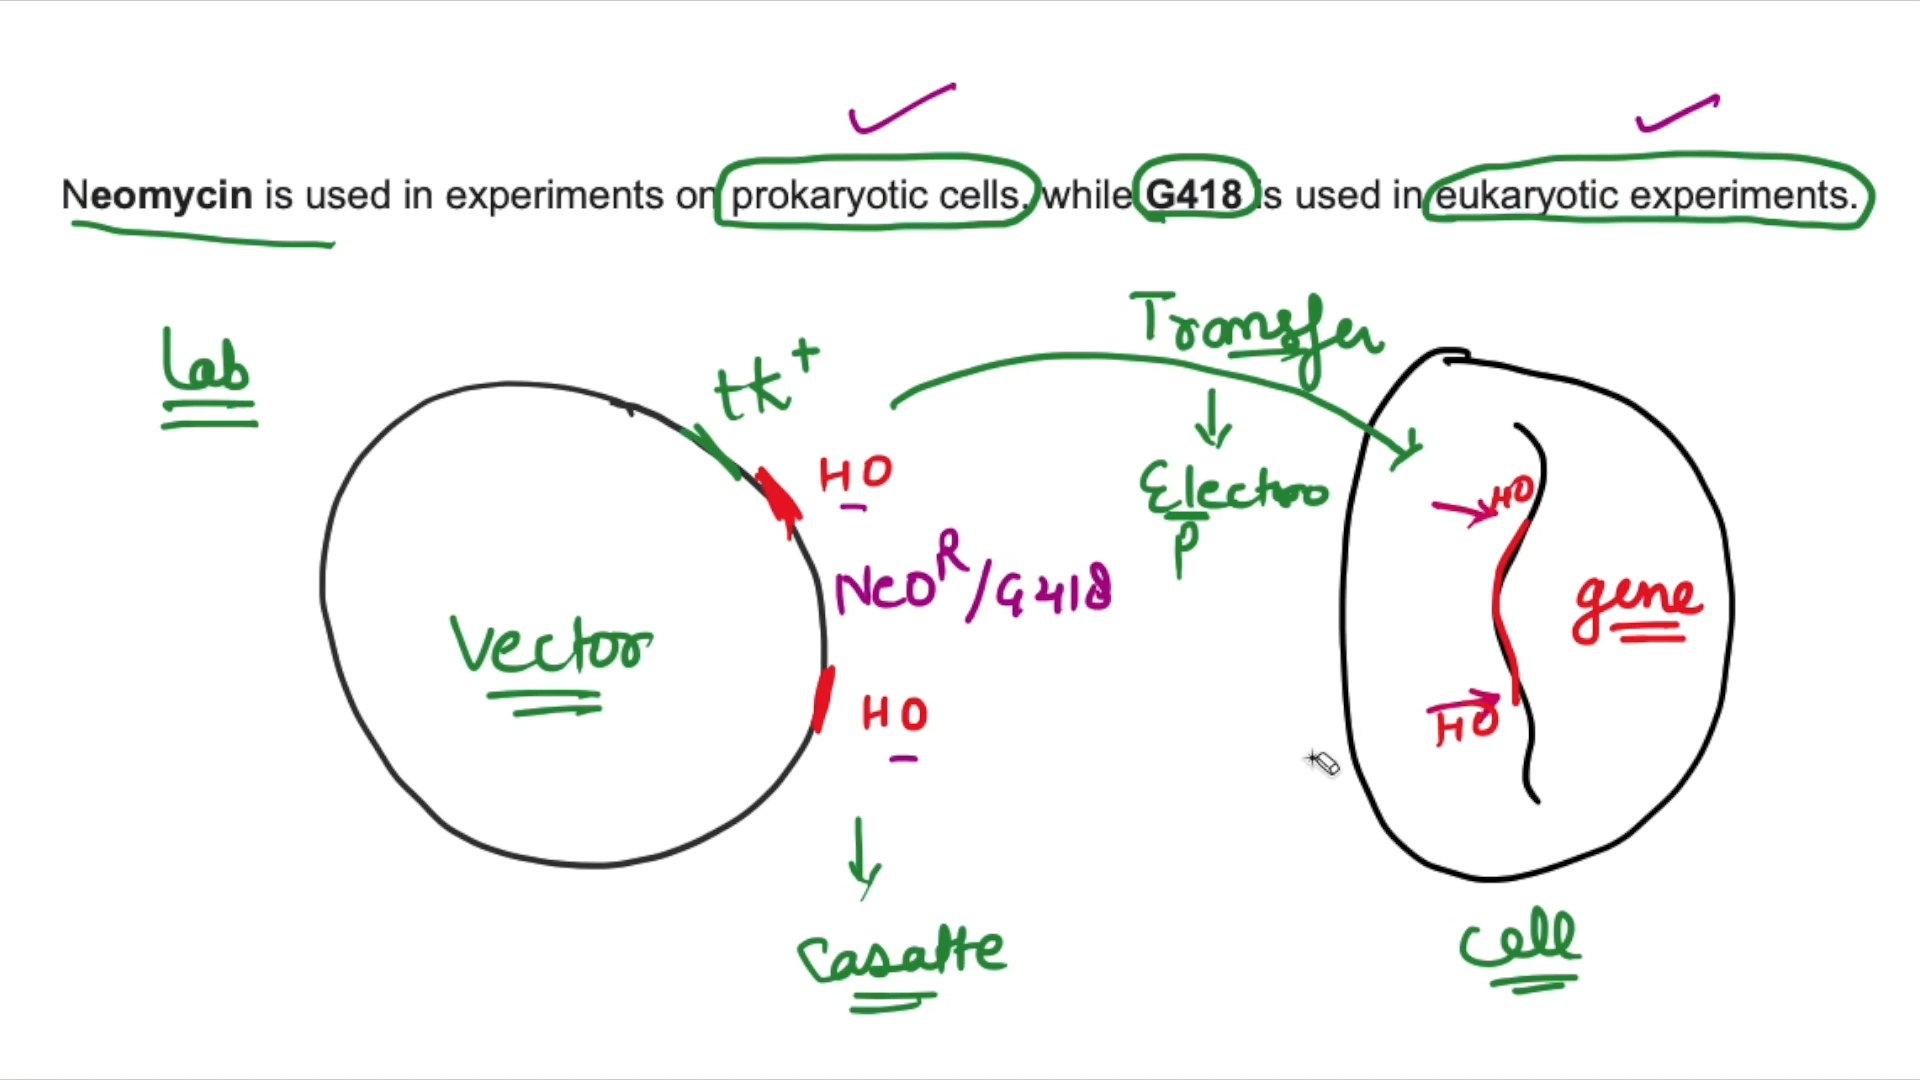 Neomycin is used in experiments on prokaryotic cells, while G418 is used in eukaryotic experiments.
Transfer
Lab
tk+
HO
Electro
P
HO
NeoR/G418
gene
Vector
HO
HO
Casatte
Cell